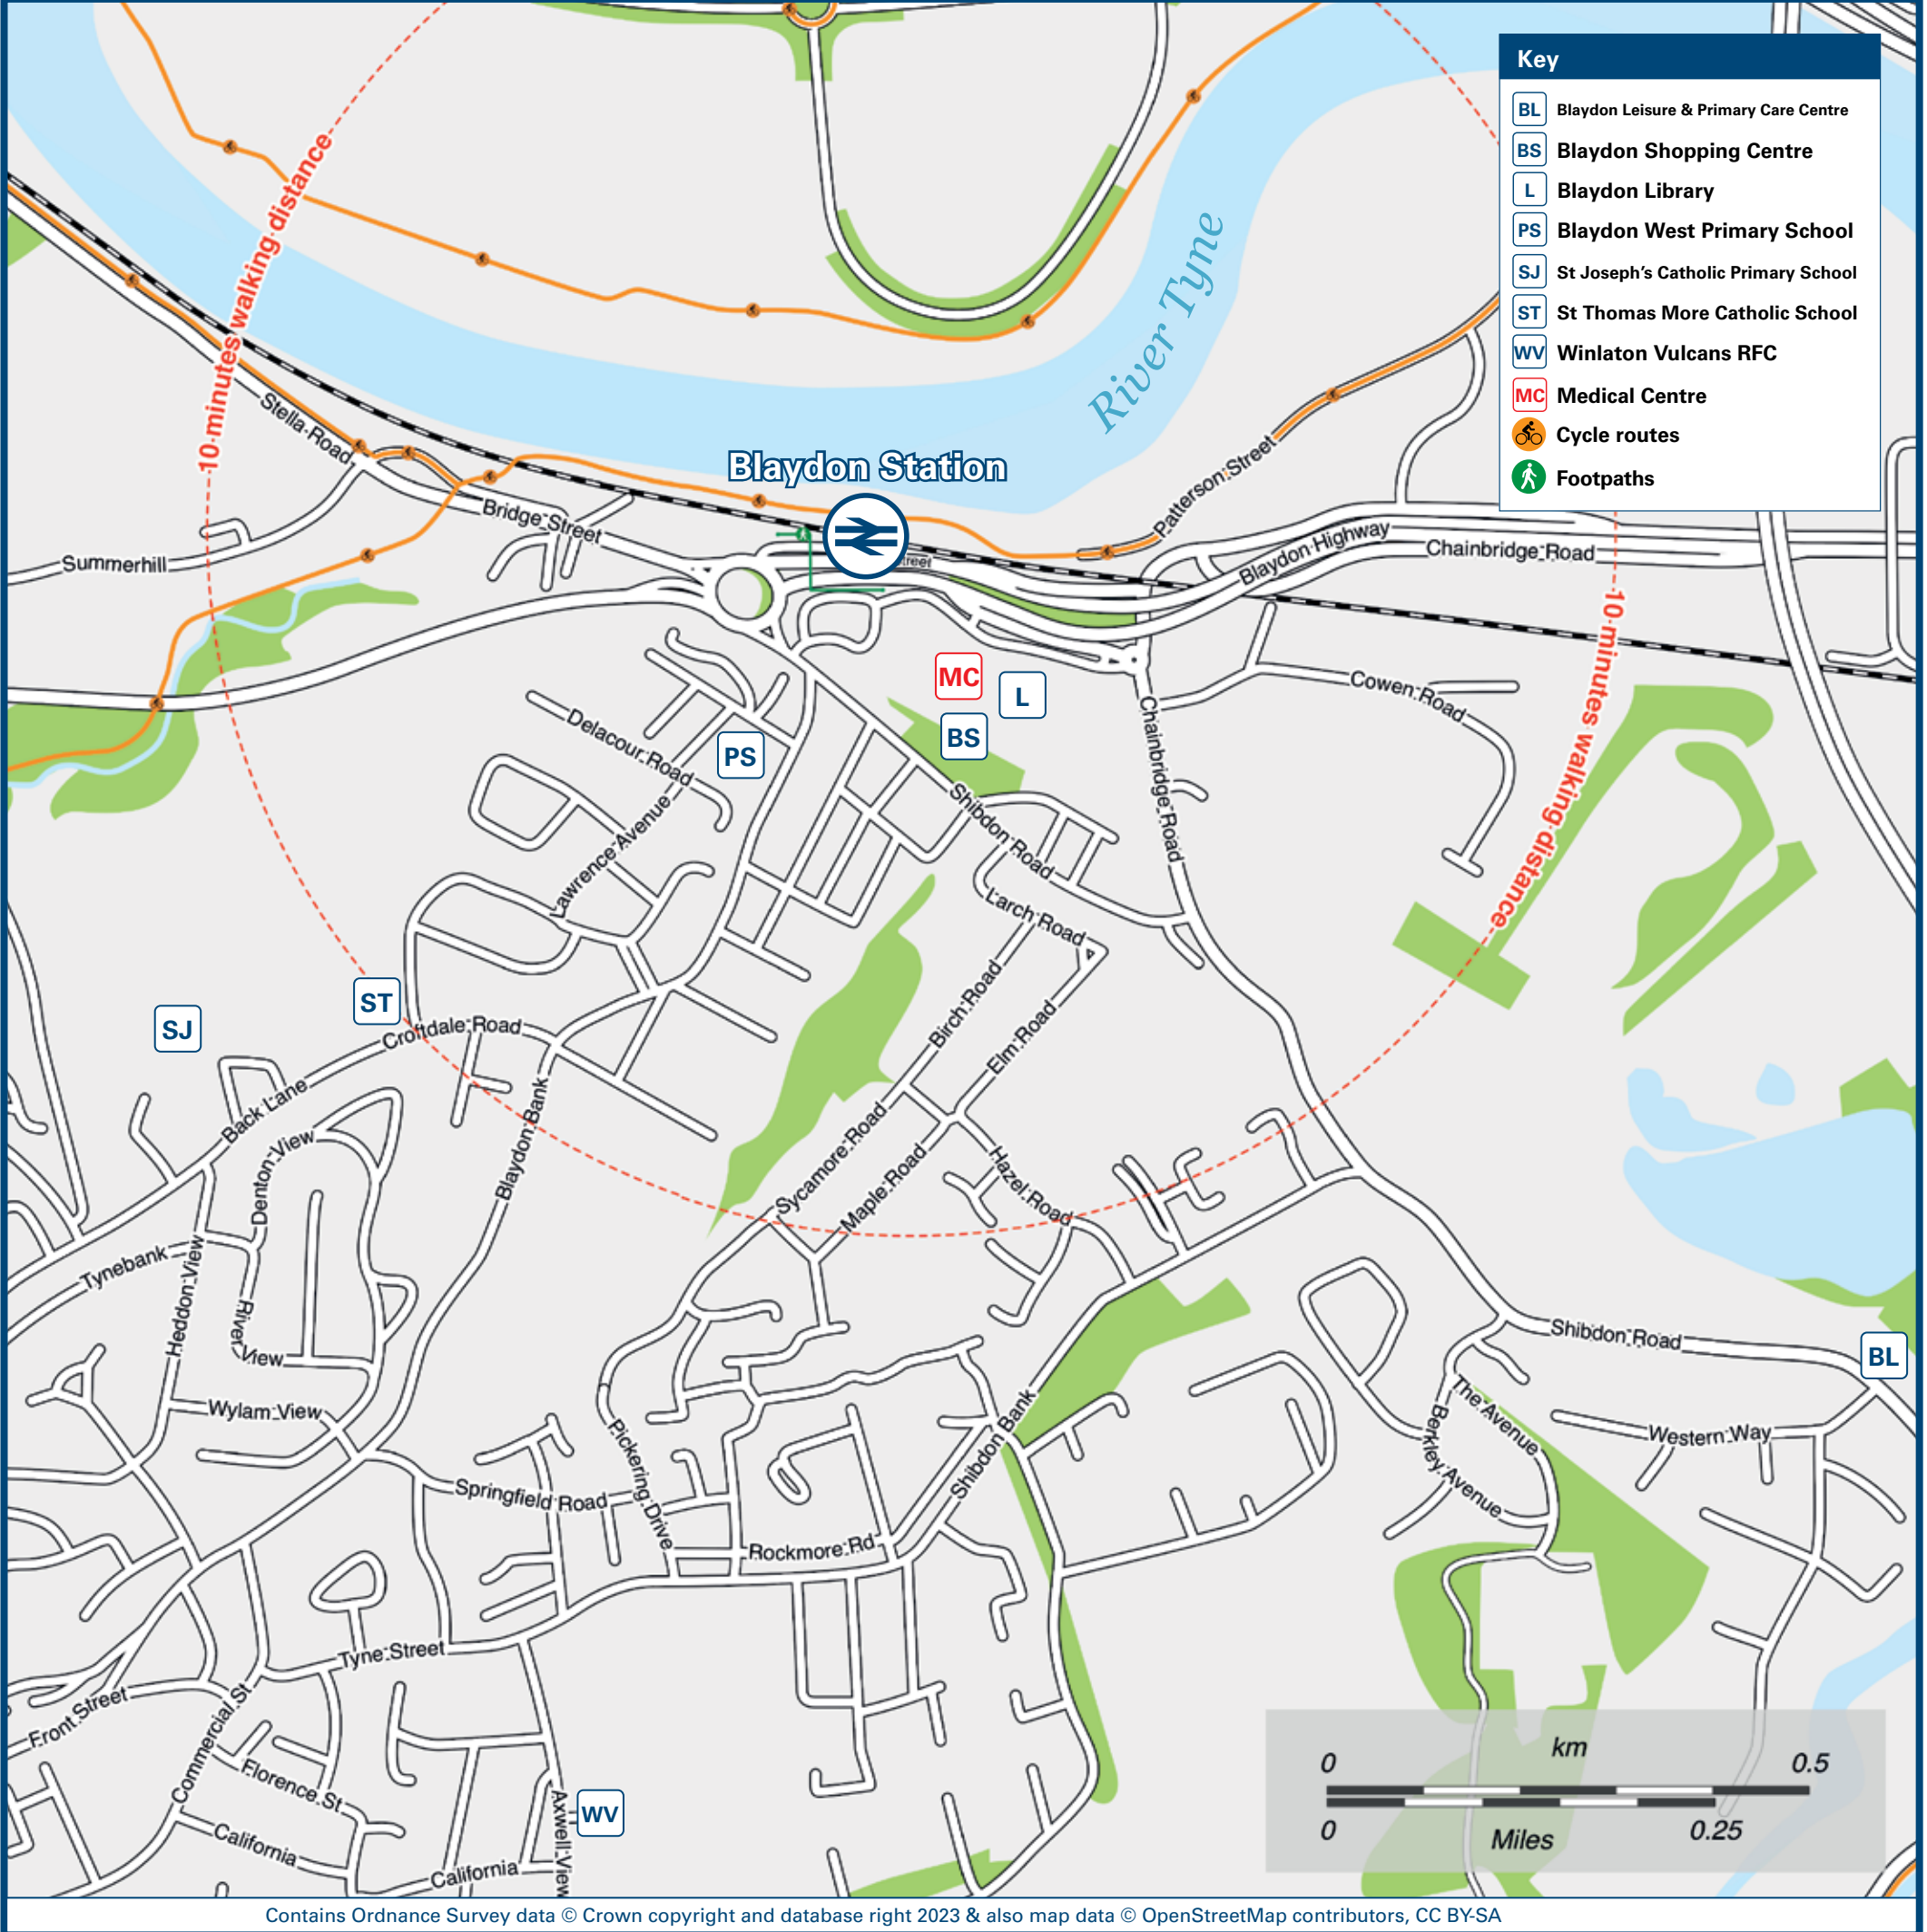 Key
BL Blaydon Leisure & Primary Care Centre
BS Blaydon Shopping Centre
L Blaydon Library
PS Blaydon West Primary School
SJ St Joseph's Catholic Primary School
ST St Thomas More Catholic School
WV Winlaton Vulcans RFC
MC Medical Centre
Cycle routes
Footpaths
10 minutes walking distance
River Tyne
Stella Road
Blaydon Station
Patterson Street
Bridge Street
Summerhill
treet
Blaydon Highway
Chainbridge Road
10 minutes walking distance
MC
L
BS
PS
Cowen Road
Delacour Road
Chainbridge Road
Lawrence Avenue
Shibdon Road
Larch Road
ST
SJ
Croftdale Road
Birch Road
Elm Road
Back Lane
Blaydon Bank
Denton View
Sycamore Road
Maple Road
Hazel Road
Tynebank
Heddon View
River
View
Shibdon Road
BL
Wylam View
The Avenue
Berkley Avenue
Western Way
Pickering Drive
Shibdon Bank
Springfield Road
Rockmore Rd
Tyne Street
Front Street
Commercial St
Florence St
California
California
Axwell View
WV
km
0 0.5
0 0.25
Miles
Contains Ordnance Survey data © Crown copyright and database right 2023 & also map data © OpenStreetMap contributors, CC BY-SA